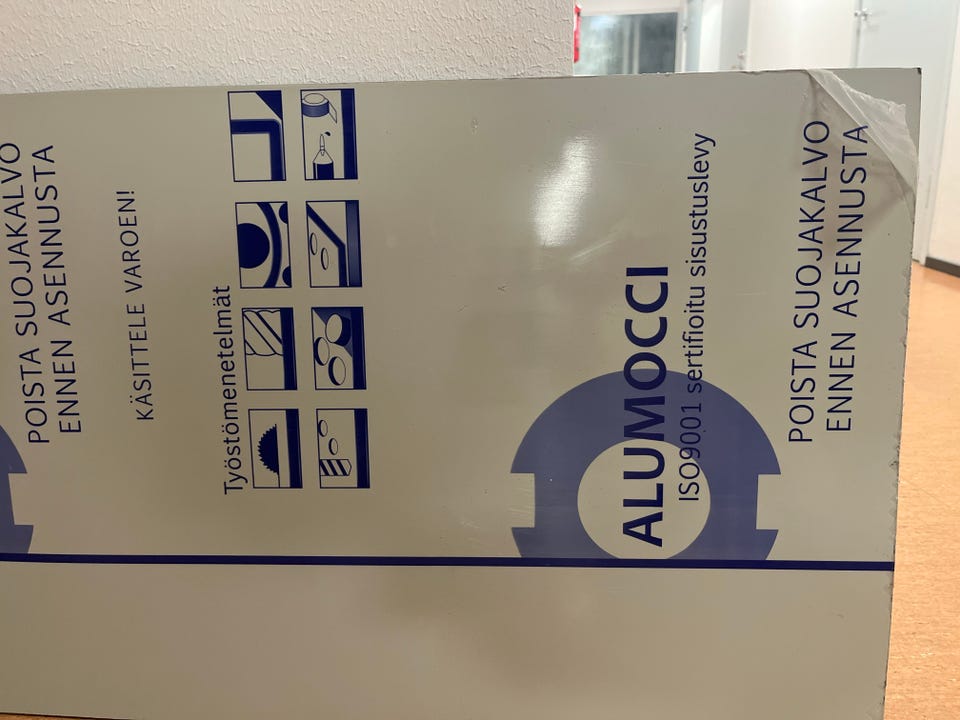 POISTA SUOJAKALVO
ENNEN ASENNUSTA
KÄSITTELE VAROEN!
Työstömenetelmät
ALUMOCCI
ISO9001 sertifioitu sisustuslevy
POISTA SUOJAKALVO
ENNEN ASENNUSTA